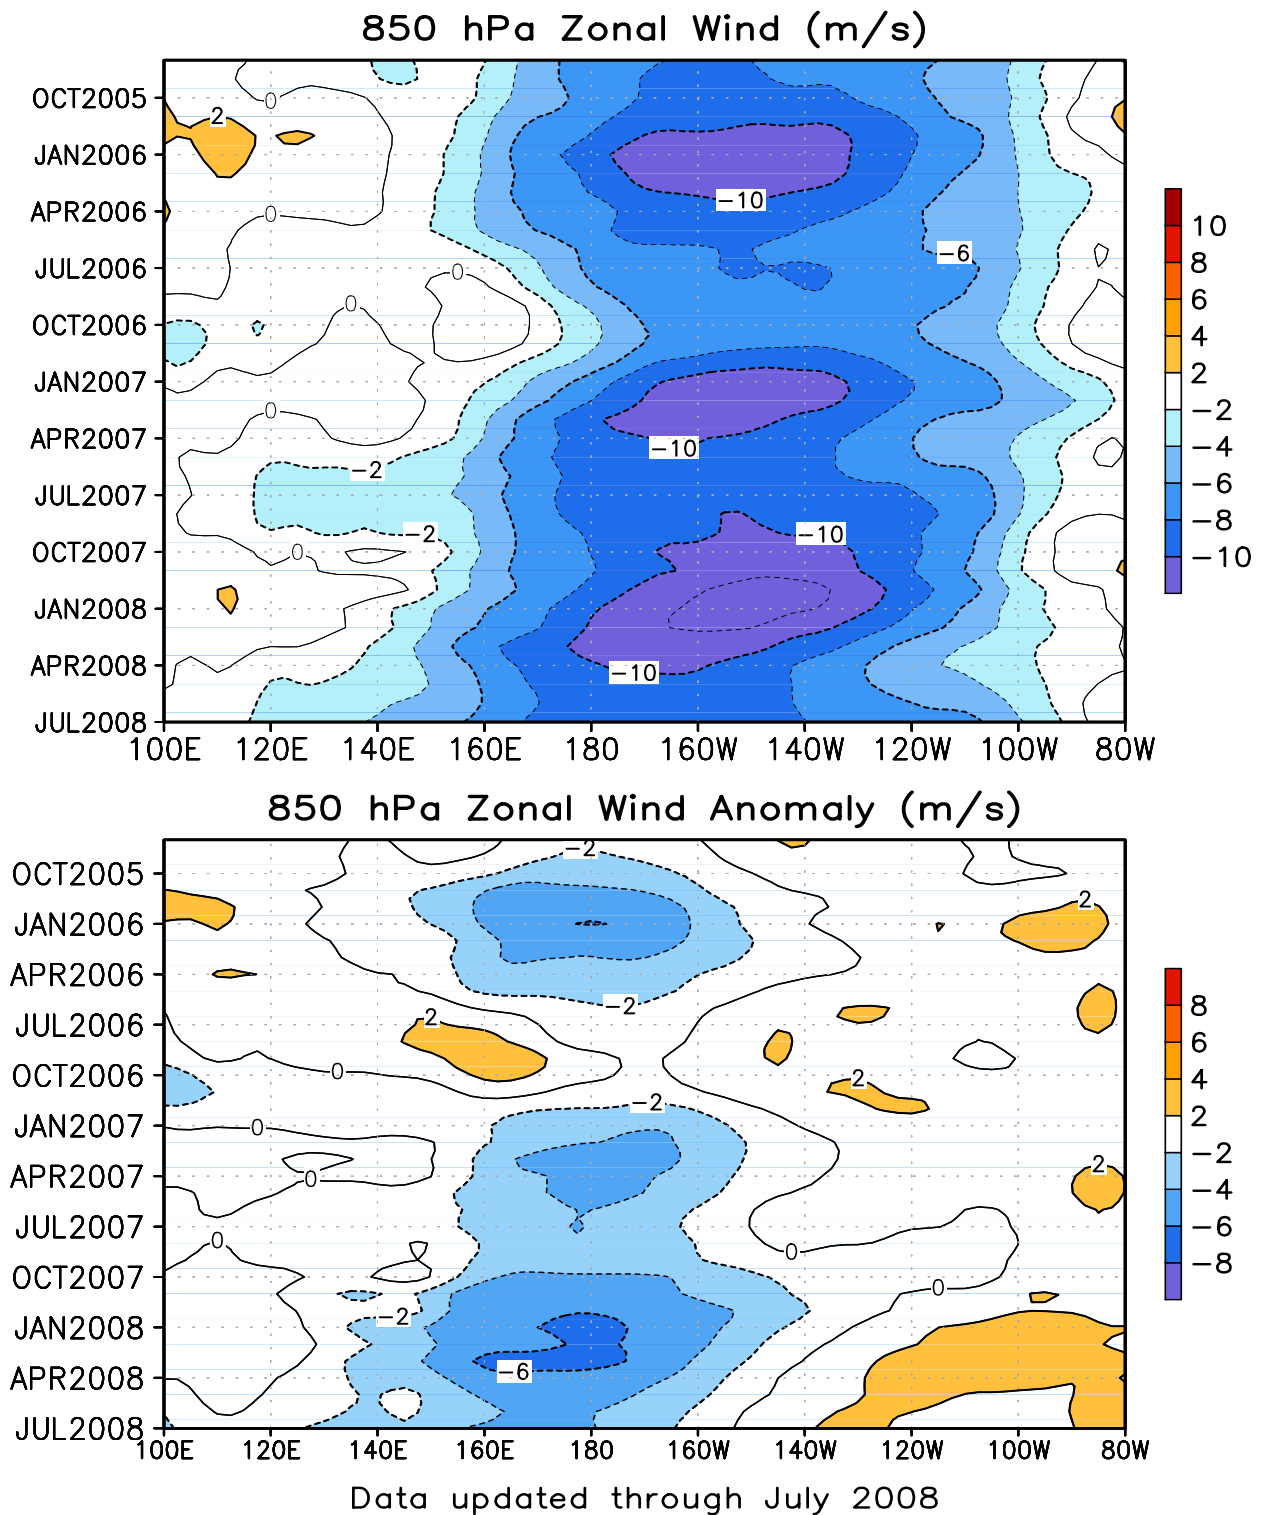 850 hPa Zonal Wind (m/s)
OCT2005
JAN2006
APR2006
JUL2006
OCT2006
JAN2007
APR2007
JUL2007
OCT2007
JAN2008
APR2008
JUL2008
100E 120E 140E 160E 180 160W 140W 120W 100W 80W
0
2
0
−10
−6
0
0
0
−10
−2
−2
−10
0
−10
10
8
6
4
2
−2
−4
−6
−8
−10
850 hPa Zonal Wind Anomaly (m/s)
OCT2005
JAN2006
APR2006
JUL2006
OCT2006
JAN2007
APR2007
JUL2007
OCT2007
JAN2008
APR2008
JUL2008
100E 120E 140E 160E 180 160W 140W 120W 100W 80W
−2
2
−2
2
0
2
−2
0
2
0
0
0
0
−2
−6
8
6
4
2
−2
−4
−6
−8
Data updated through July 2008